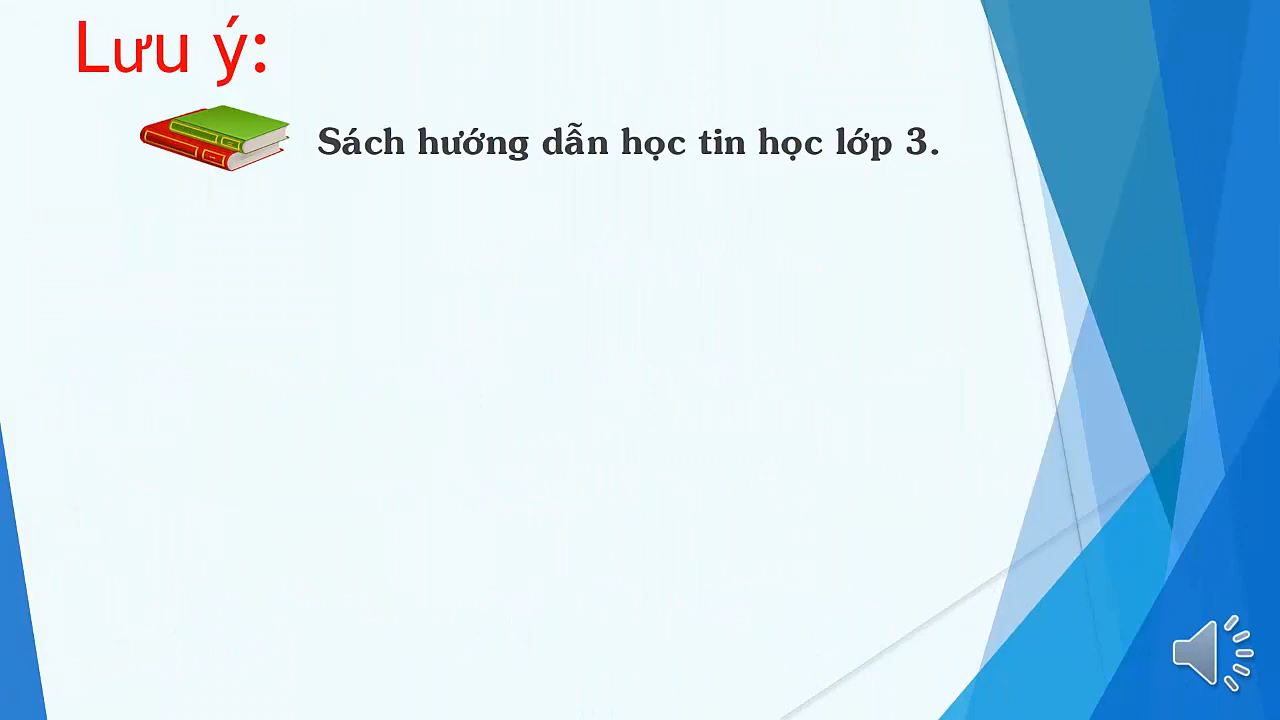 Lưu ý:
Sách hướng dẫn học tin học lớp 3.